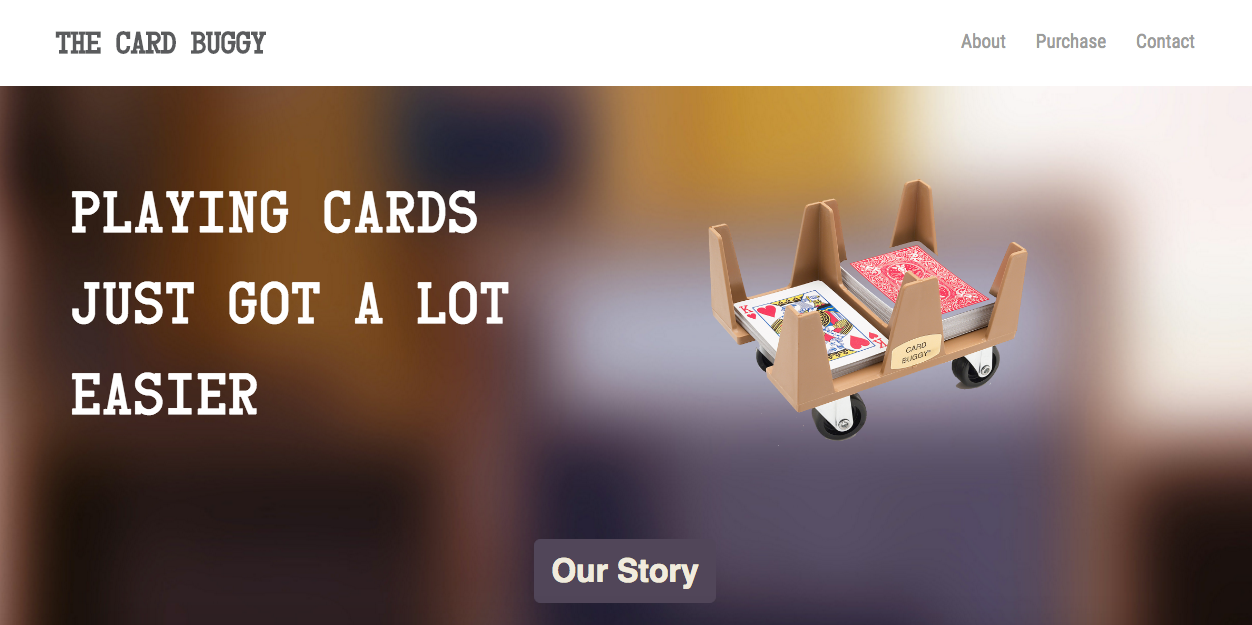 THE CARD BUGGY
About Purchase Contact
PLAYING CARDS
JUST GOT A LOT
EASIER
K
K
CARD
BUGGY
Our Story